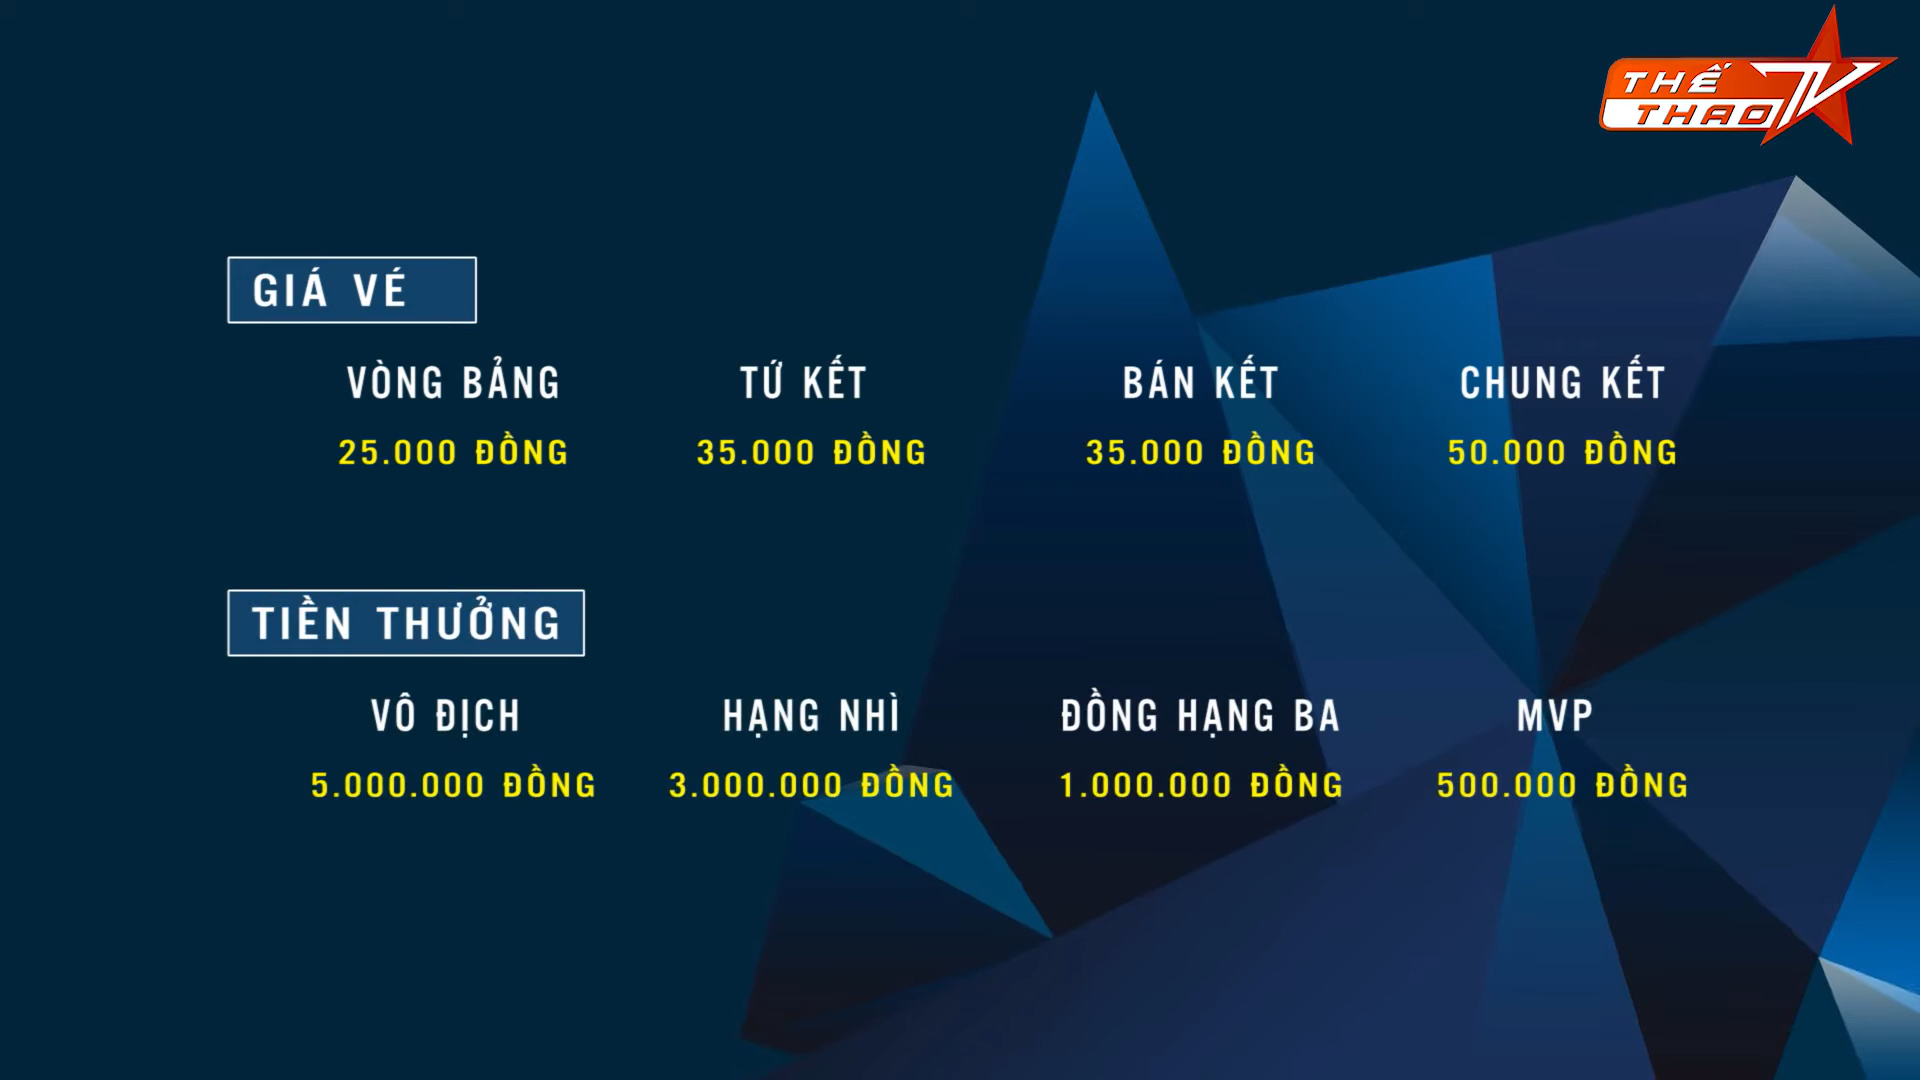 THẾ
THAO TV
GIÁ VÉ
VÒNG BẢNG TỨ KẾT BÁN KẾT CHUNG KẾT
25.000 ĐỒNG 35.000 ĐỒNG 35.000 ĐỒNG 50.000 ĐỒNG
TIỀN THƯỞNG
VÔ ĐỊCH HẠNG NHÌ ĐỒNG HẠNG BA MVP
5.000.000 ĐỒNG 3.000.000 ĐỒNG 1.000.000 ĐỒNG 500.000 ĐỒNG